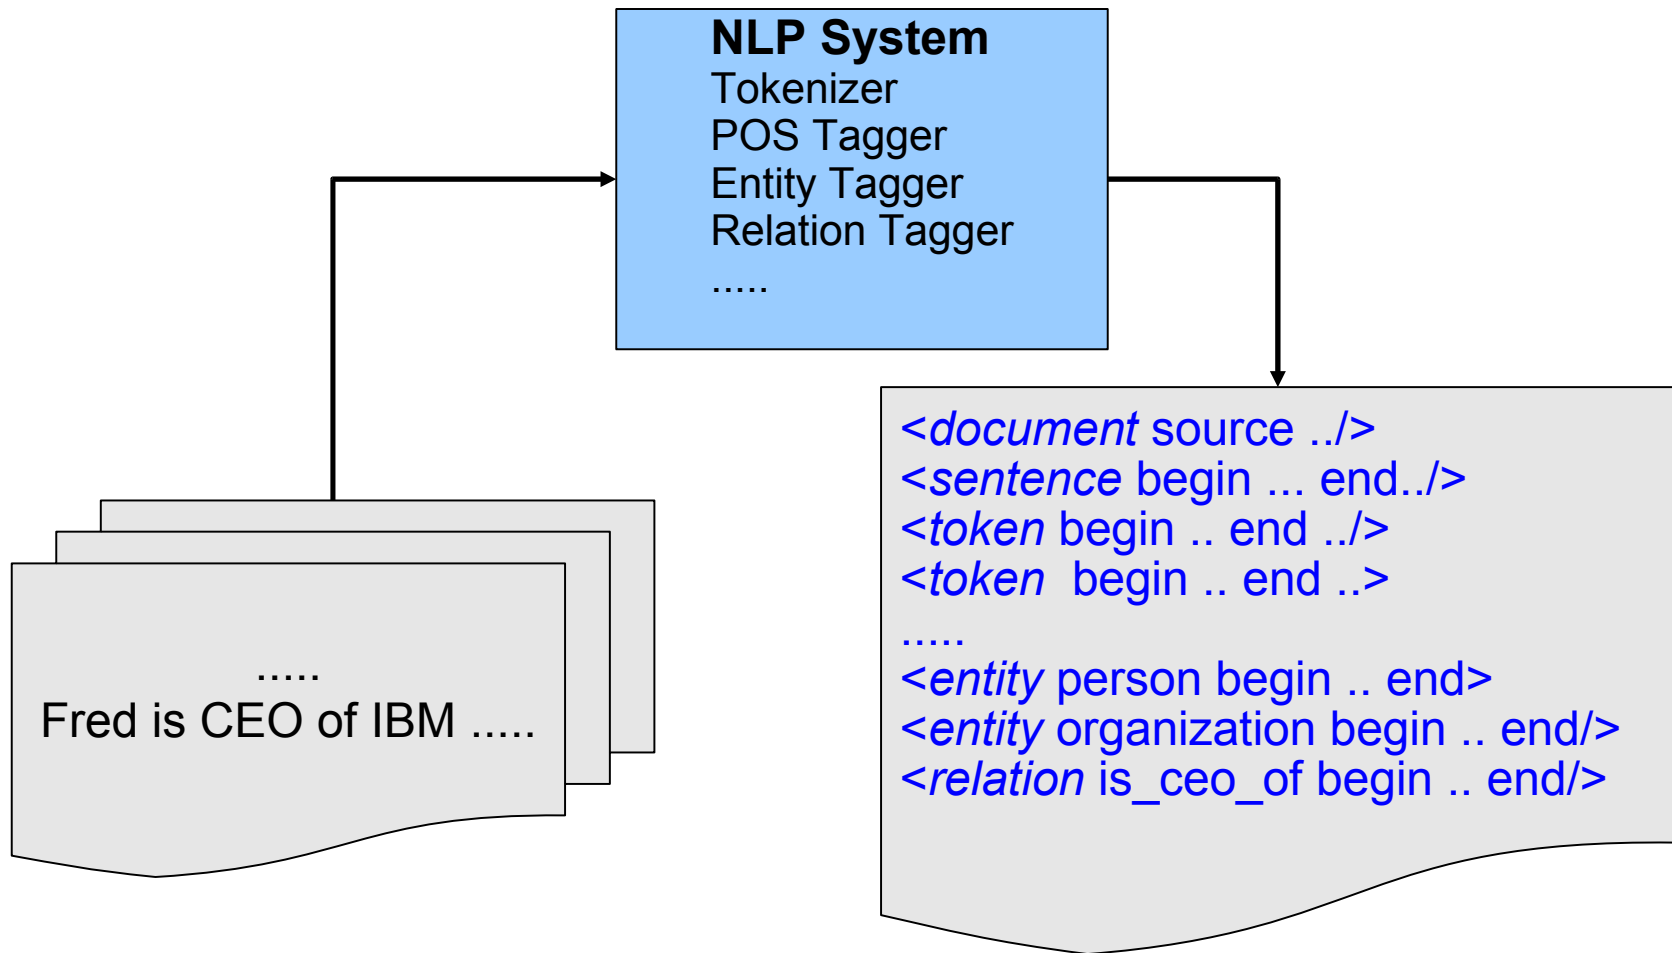 NLP System
Tokenizer
POS Tagger
Entity Tagger
Relation Tagger
.....
.....
Fred is CEO of IBM .....
<document source ../>
<sentence begin ... end../>
<token begin .. end ../>
<token  begin .. end ..>
.....
<entity person begin .. end>
<entity organization begin .. end/>
<relation is_ceo_of begin .. end/>